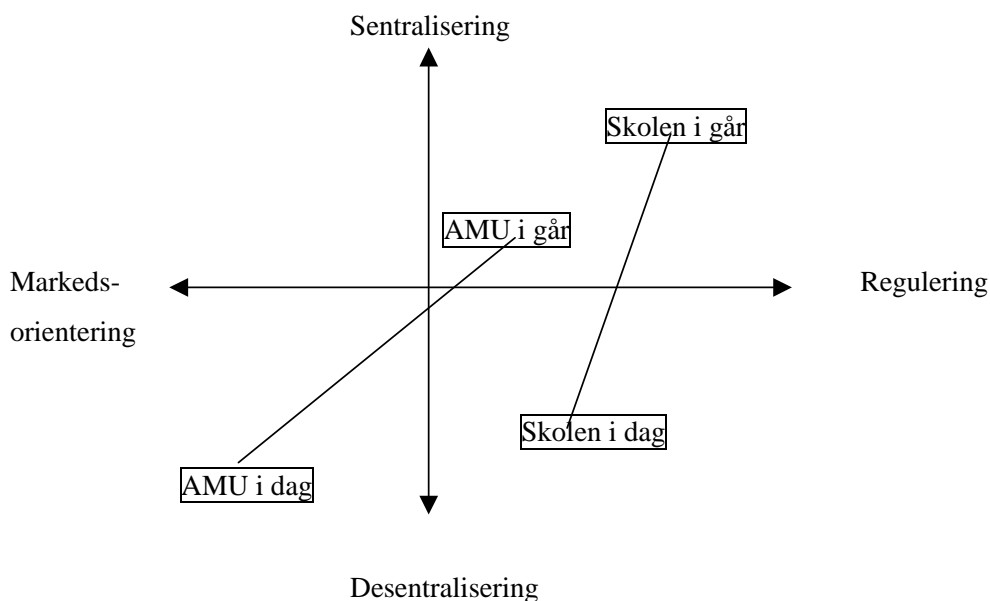 Sentralisering
Skolen i går
AMU i går
Markeds-
orientering
Regulering
Skolen i dag
AMU i dag
Desentralisering